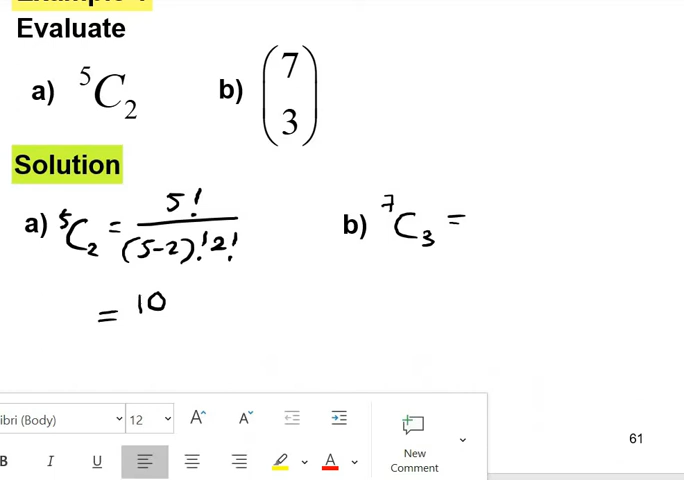 Evaluate
a) ⁵C₂ b) (7 3)
Solution
a) ⁵C₂ = 5! / (5-2)! 2!
b) ⁷C₃ =
= 10
ibri (Body) 12 A^ A˅
B I U A
New
Comment
61